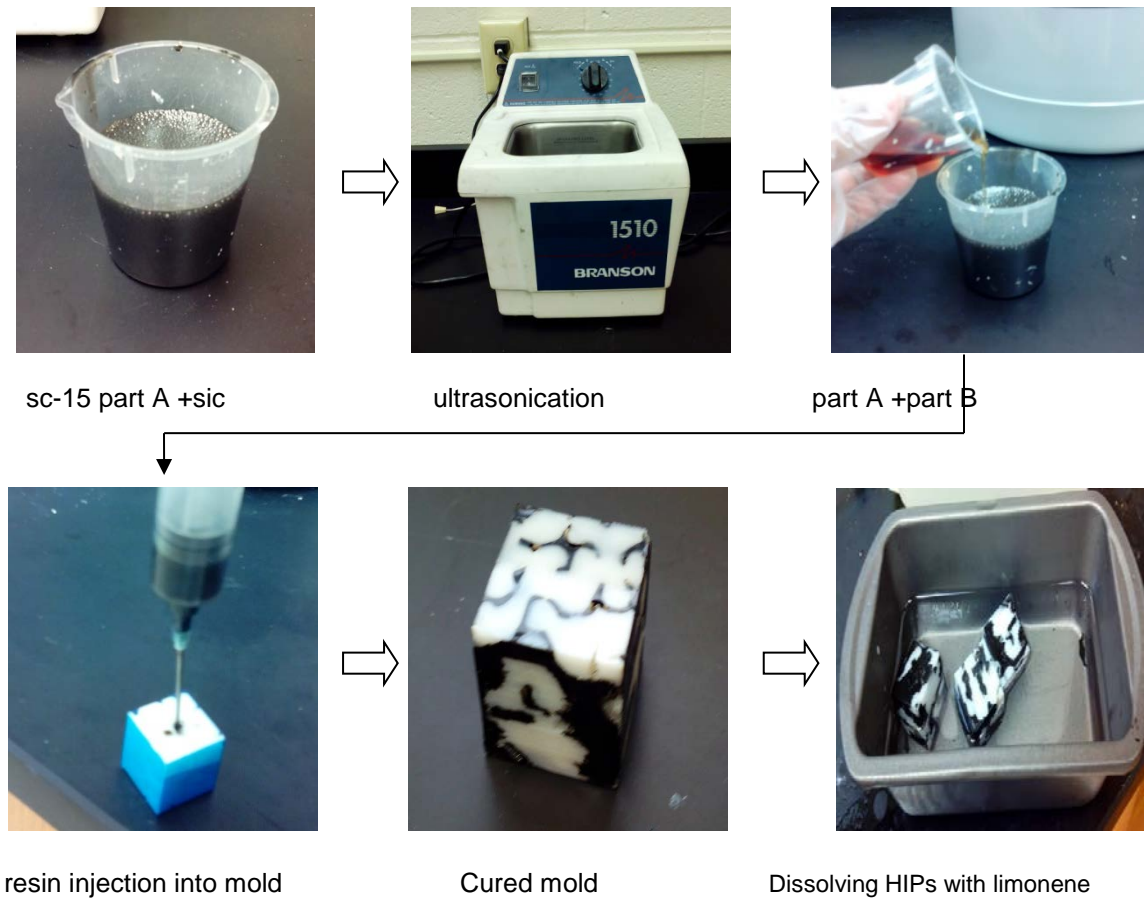 1510
BRANSON
sc-15 part A +sic
ultrasonication
part A +part B
resin injection into mold
Cured mold
Dissolving HIPs with limonene